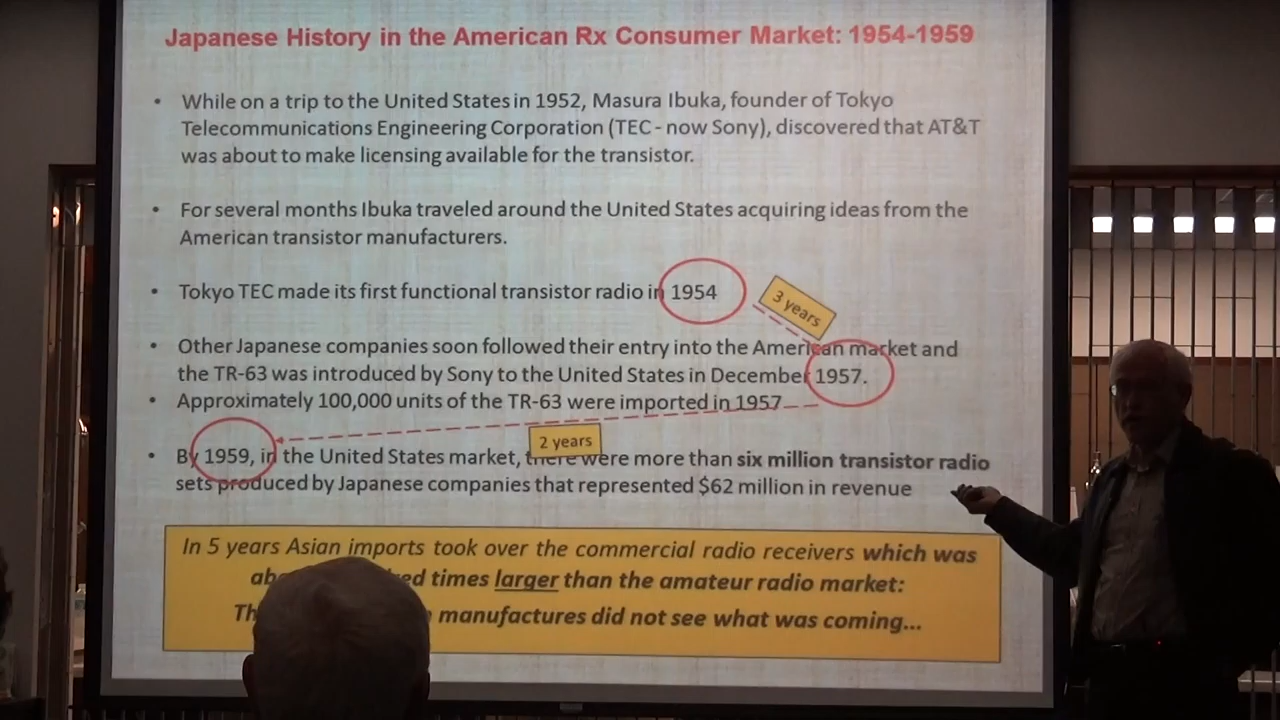 Japanese History in the American Rx Consumer Market: 1954-1959
• While on a trip to the United States in 1952, Masura Ibuka, founder of Tokyo
Telecommunications Engineering Corporation (TEC - now Sony), discovered that AT&T
was about to make licensing available for the transistor.
• For several months Ibuka traveled around the United States acquiring ideas from the
American transistor manufacturers.
• Tokyo TEC made its first functional transistor radio in 1954
3 years
• Other Japanese companies soon followed their entry into the American market and
the TR-63 was introduced by Sony to the United States in December 1957.
• Approximately 100,000 units of the TR-63 were imported in 1957
2 years
• By 1959, in the United States market, there were more than six million transistor radio
sets produced by Japanese companies that represented $62 million in revenue
In 5 years Asian imports took over the commercial radio receivers which was
times larger than the amateur radio market:
manufactures did not see what was coming...